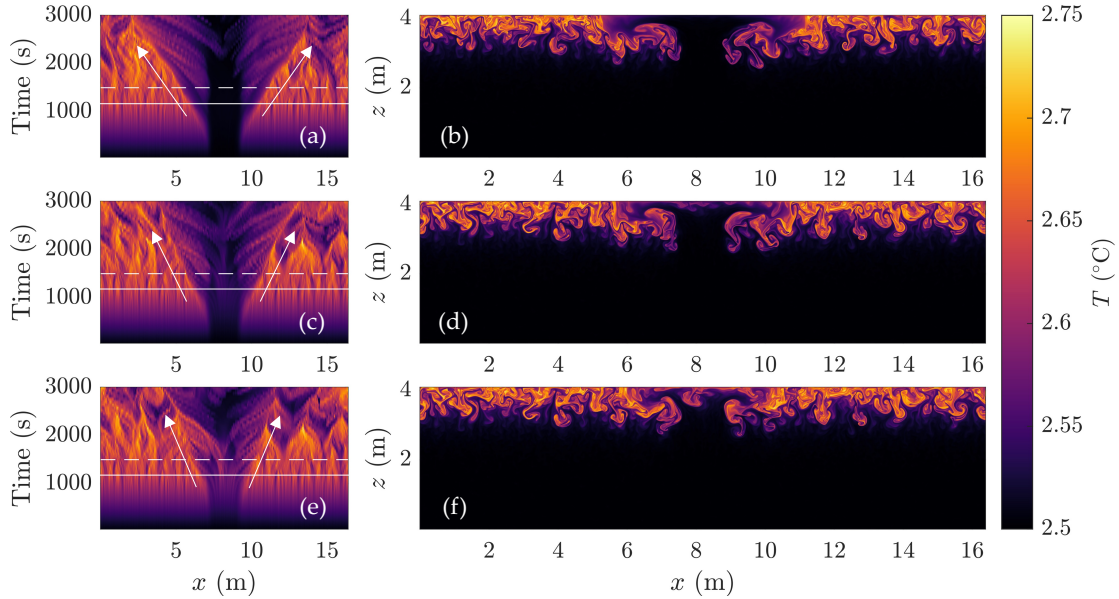 3000
2000
1000
Time (s)
(a)
5 10 15
4
2
z (m)
(b)
2 4 6 8 10 12 14 16
3000
2000
1000
Time (s)
(c)
5 10 15
4
2
z (m)
(d)
2 4 6 8 10 12 14 16
3000
2000
1000
Time (s)
(e)
5 10 15
x (m)
4
2
z (m)
(f)
2 4 6 8 10 12 14 16
x (m)
2.75
2.7
2.65
2.6
2.55
2.5
T (°C)